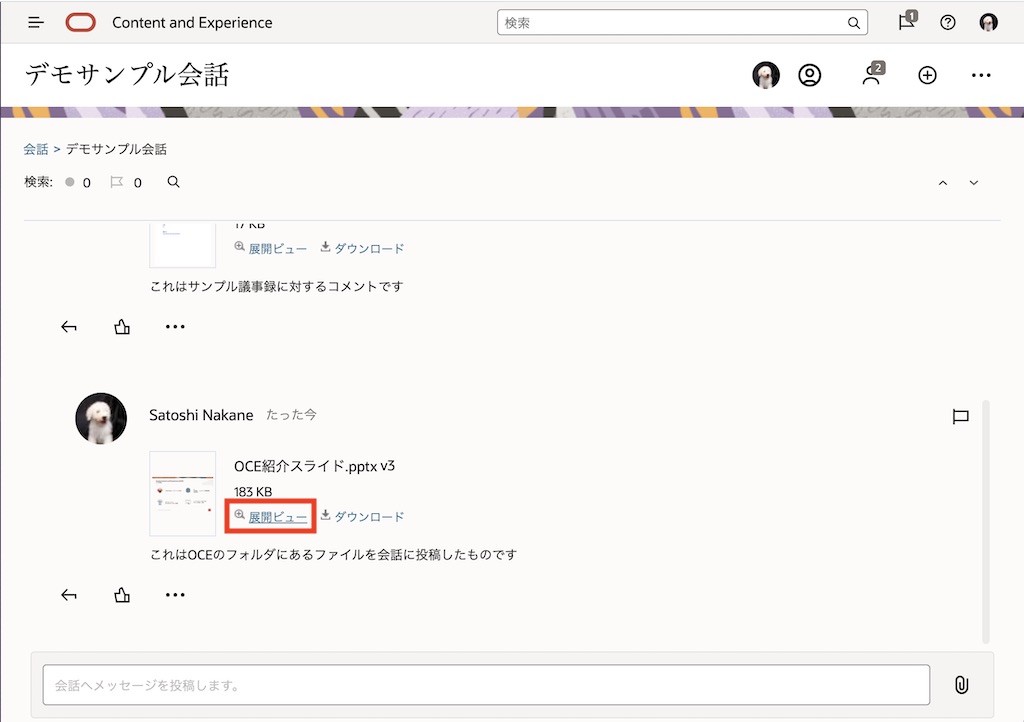 Content and Experience
検索
1
デモサンプル会話
2
会話 > デモサンプル会話
検索: 0 0
17 KB
展開ビュー ダウンロード
これはサンプル議事録に対するコメントです
Satoshi Nakane たった今
OCE紹介スライド.pptx v3
183 KB
展開ビュー ダウンロード
これはOCEのフォルダにあるファイルを会話に投稿したものです
会話へメッセージを投稿します。